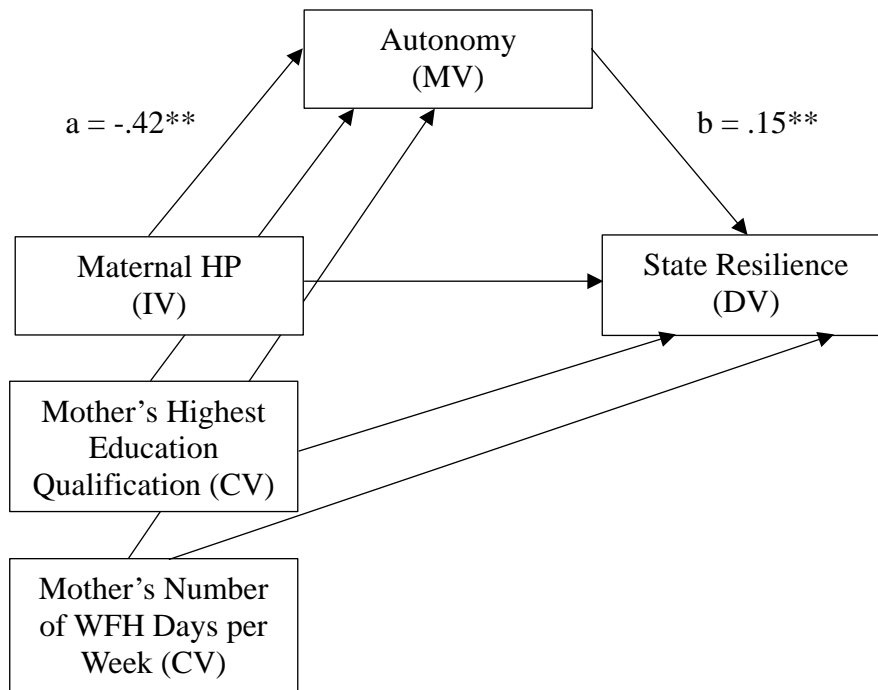 Autonomy
(MV)
a = -.42**
b = .15**
Maternal HP
(IV)
State Resilience
(DV)
Mother’s Highest
Education
Qualification (CV)
Mother’s Number
of WFH Days per
Week (CV)